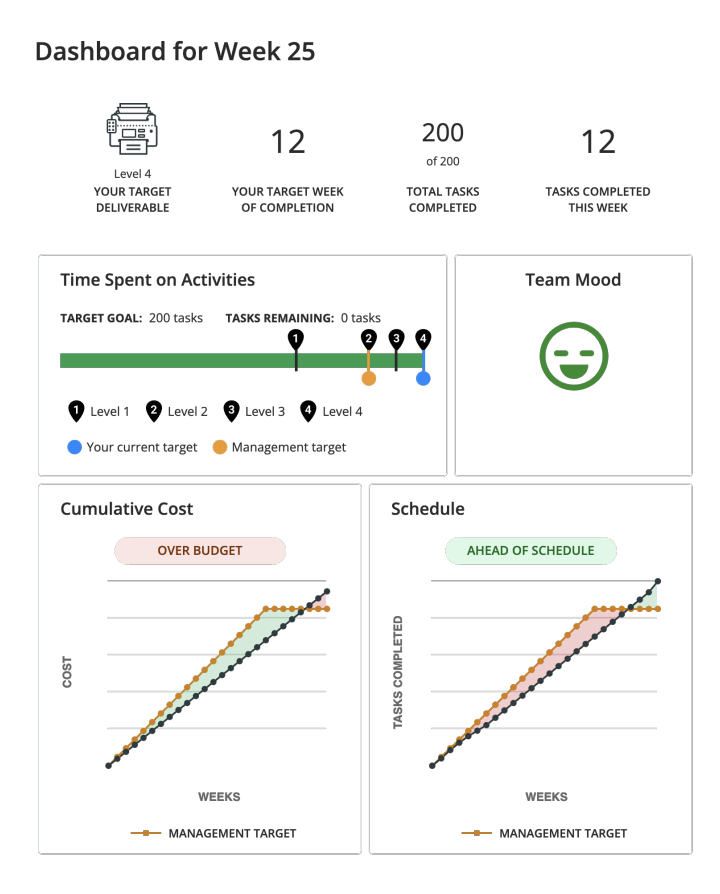 Dashboard for Week 25
Level 4
YOUR TARGET
DELIVERABLE
12
YOUR TARGET WEEK
OF COMPLETION
200
of 200
TOTAL TASKS
COMPLETED
12
TASKS COMPLETED
THIS WEEK
Time Spent on Activities
TARGET GOAL: 200 tasks TASKS REMAINING: 0 tasks
1 2 3 4
1 Level 1 2 Level 2 3 Level 3 4 Level 4
Your current target Management target
Team Mood
Cumulative Cost
OVER BUDGET
COST
WEEKS
MANAGEMENT TARGET
Schedule
AHEAD OF SCHEDULE
TASKS COMPLETED
WEEKS
MANAGEMENT TARGET